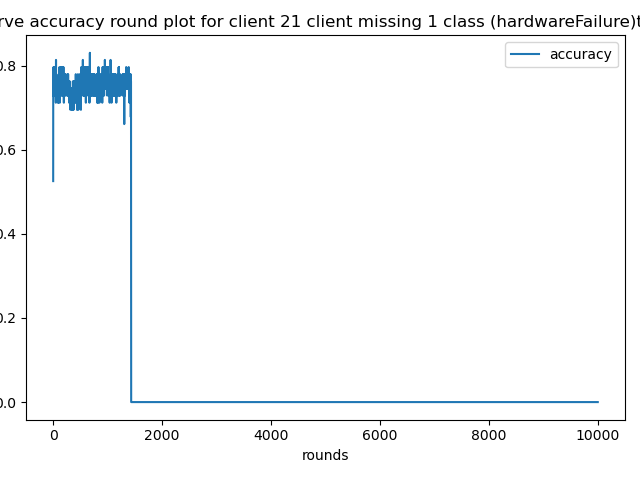 rve accuracy round plot for client 21 client missing 1 class (hardwareFailure)t
accuracy
0.8
0.6
0.4
0.2
0.0
0 2000 4000 6000 8000 10000
rounds